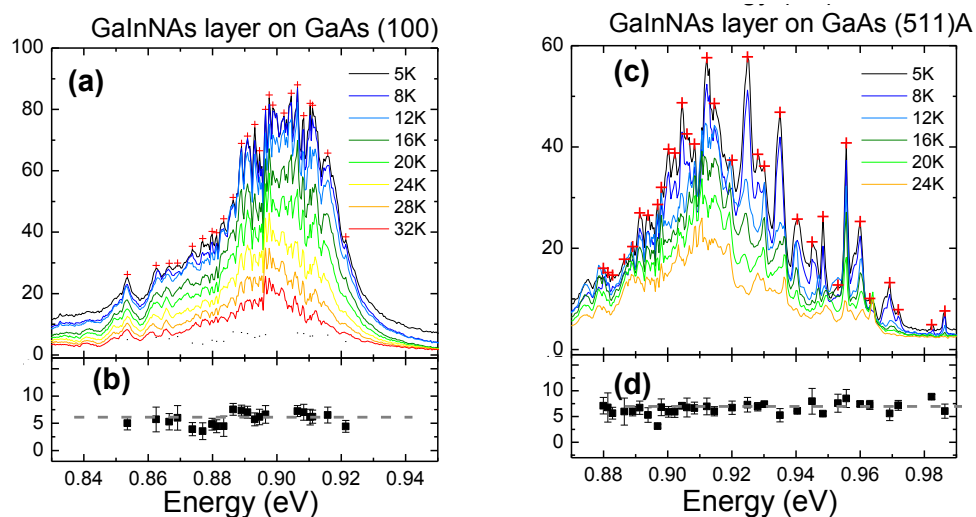 GaInNAs layer on GaAs (100)
GaInNAs layer on GaAs (511)A
(a)
5K
8K
12K
16K
20K
24K
28K
32K
100
80
60
40
20
0
(b)
10
5
0
0.84 0.86 0.88 0.90 0.92 0.94
Energy (eV)
(c)
5K
8K
12K
16K
20K
24K
60
40
20
0
(d)
15
10
5
0
0.88 0.90 0.92 0.94 0.96 0.98
Energy (eV)